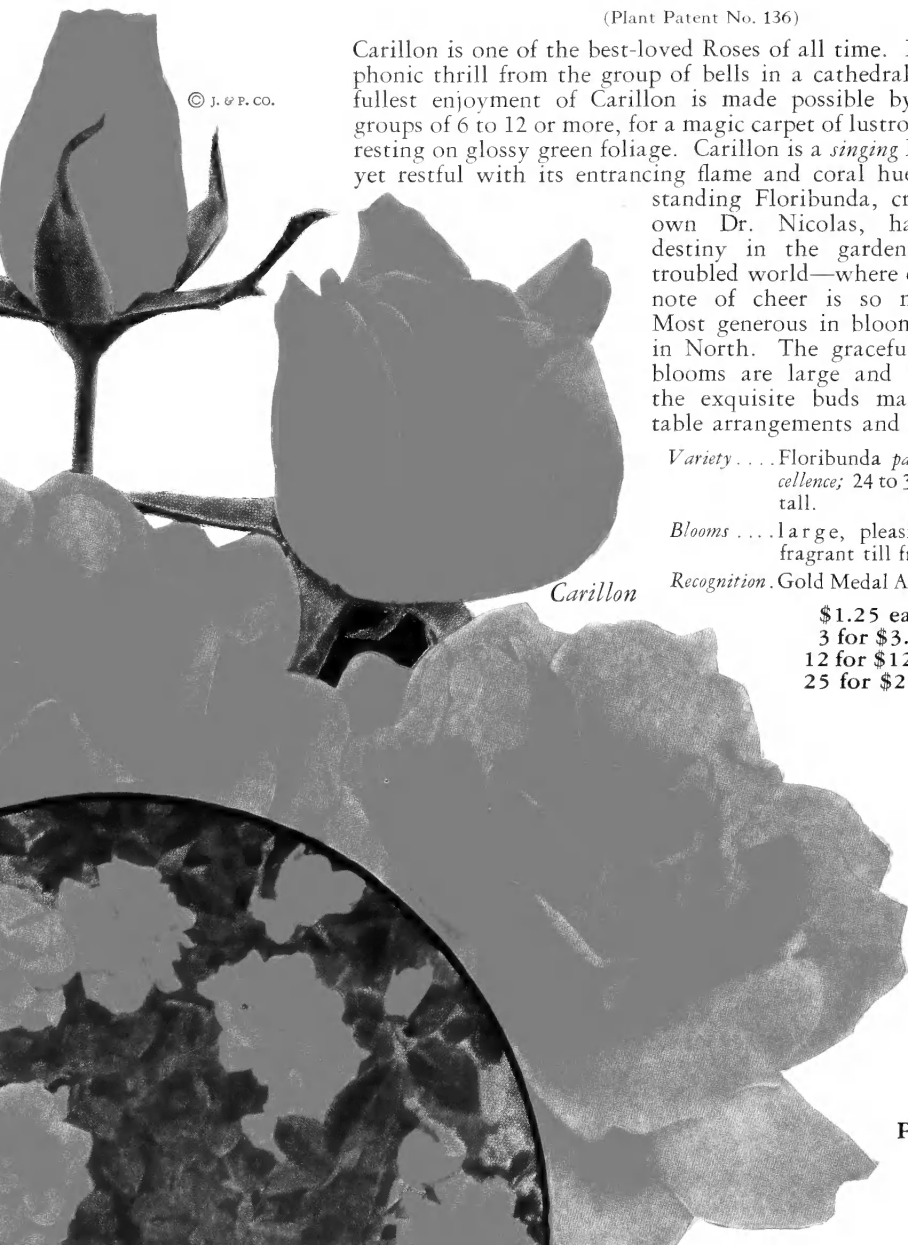 (Plant Patent No. 136)
Carillon is one of the best-loved Roses of all time.
phonic thrill from the group of bells in a cathedral
© J. & P. CO.
fullest enjoyment of Carillon is made possible by
groups of 6 to 12 or more, for a magic carpet of lustro
resting on glossy green foliage. Carillon is a singing
yet restful with its entrancing flame and coral hue
standing Floribunda, cr
own Dr. Nicolas, ha
destiny in the garden
troubled world—where
note of cheer is so
Most generous in bloom
in North. The gracefu
blooms are large and
the exquisite buds ma
table arrangements and
Variety .... Floribunda pa
cellence; 24 to 3
tall.
Blooms .... large, pleas
fragrant till f
Carillon
Recognition. Gold Medal A
$1.25 ea
3 for $3.
12 for $12
25 for $2
P